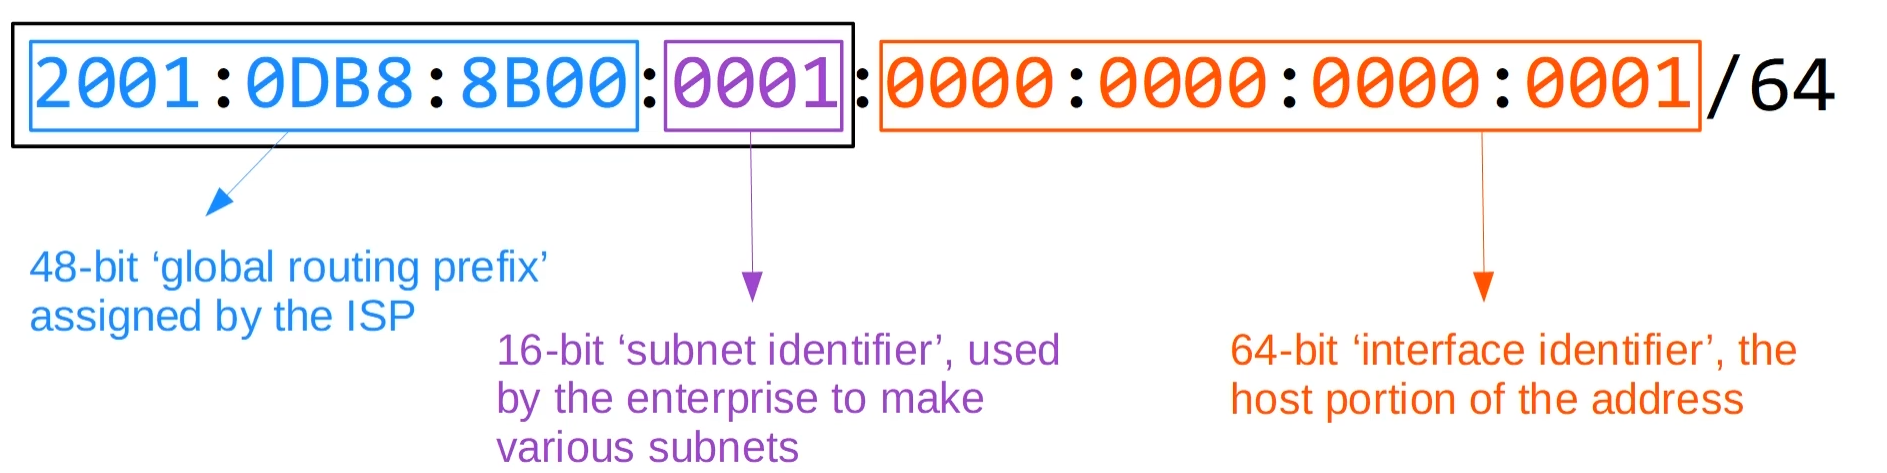 2001:0DB8:8B00:0001:0000:0000:0000:0001/64
48-bit ‘global routing prefix’
assigned by the ISP
16-bit ‘subnet identifier’, used
by the enterprise to make
various subnets
64-bit ‘interface identifier’, the
host portion of the address